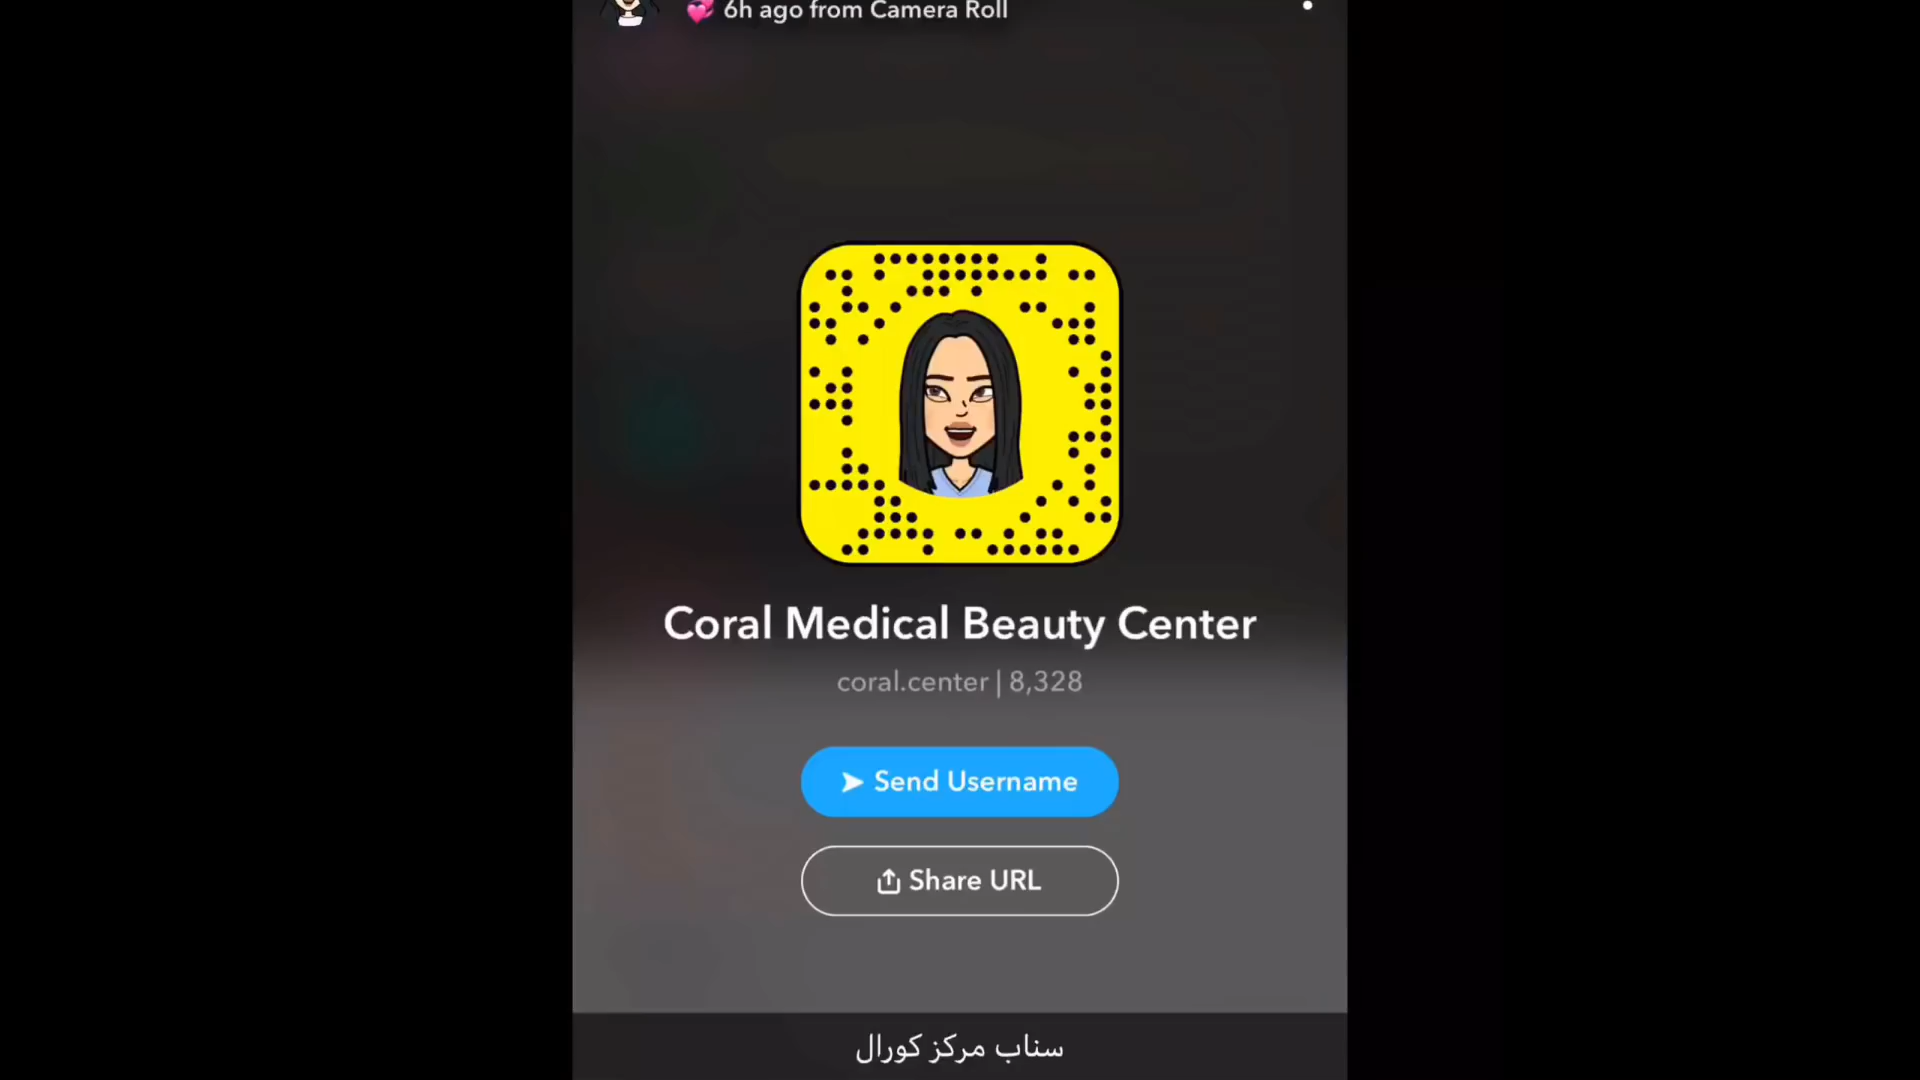 6h ago from Camera Roll
Coral Medical Beauty Center
coral.center | 8,328
Send Username
Share URL
سناب مركز كورال